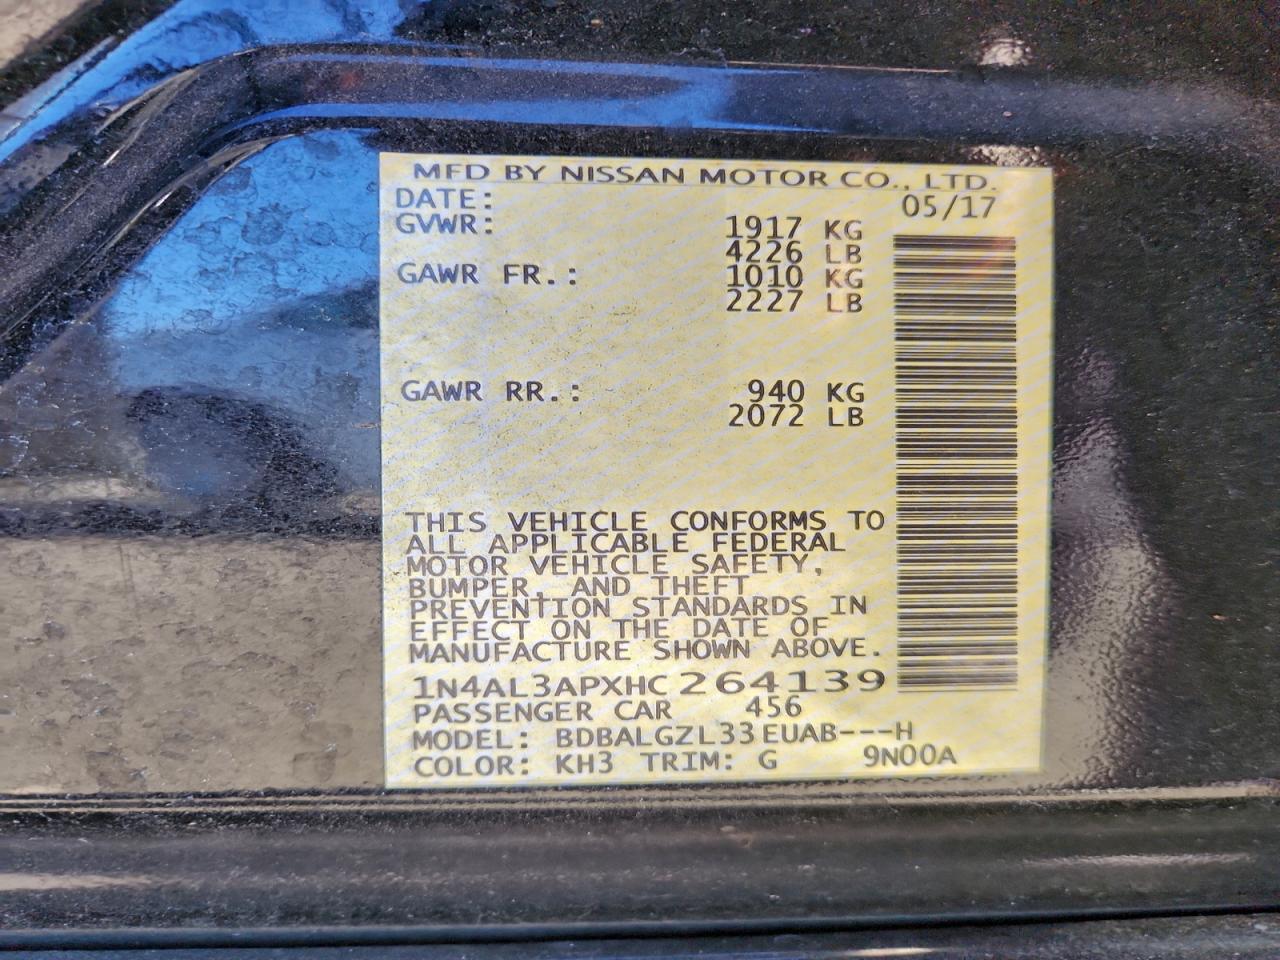 MFD BY NISSAN MOTOR CO., LTD.
DATE: 05/17
GVWR: 1917 KG
4226 LB
GAWR FR.: 1010 KG
2227 LB
GAWR RR.: 940 KG
2072 LB
THIS VEHICLE CONFORMS TO
ALL APPLICABLE FEDERAL
MOTOR VEHICLE SAFETY,
BUMPER, AND THEFT
PREVENTION STANDARDS IN
EFFECT ON THE DATE OF
MANUFACTURE SHOWN ABOVE.
1N4AL3APXHC264139
PASSENGER CAR 456
MODEL: BDBALGZL33EUAB---H
COLOR: KH3 TRIM: G 9N00A